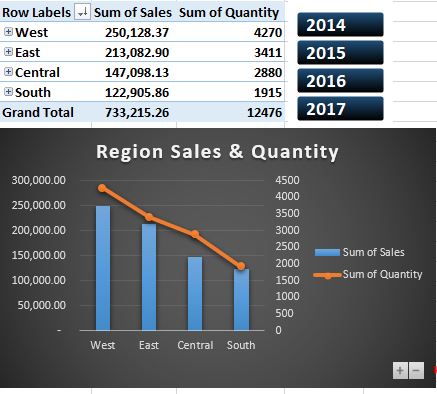 Row Labels Sum of Sales Sum of Quantity
West 250,128.37 4270
East 213,082.90 3411
Central 147,098.13 2880
South 122,905.86 1915
Grand Total 733,215.26 12476
2014
2015
2016
2017
Region Sales & Quantity
300,000.00
250,000.00
200,000.00
150,000.00
100,000.00
50,000.00
-
4500
4000
3500
3000
2500
2000
1500
1000
500
0
West East Central South
Sum of Sales
Sum of Quantity
+ −